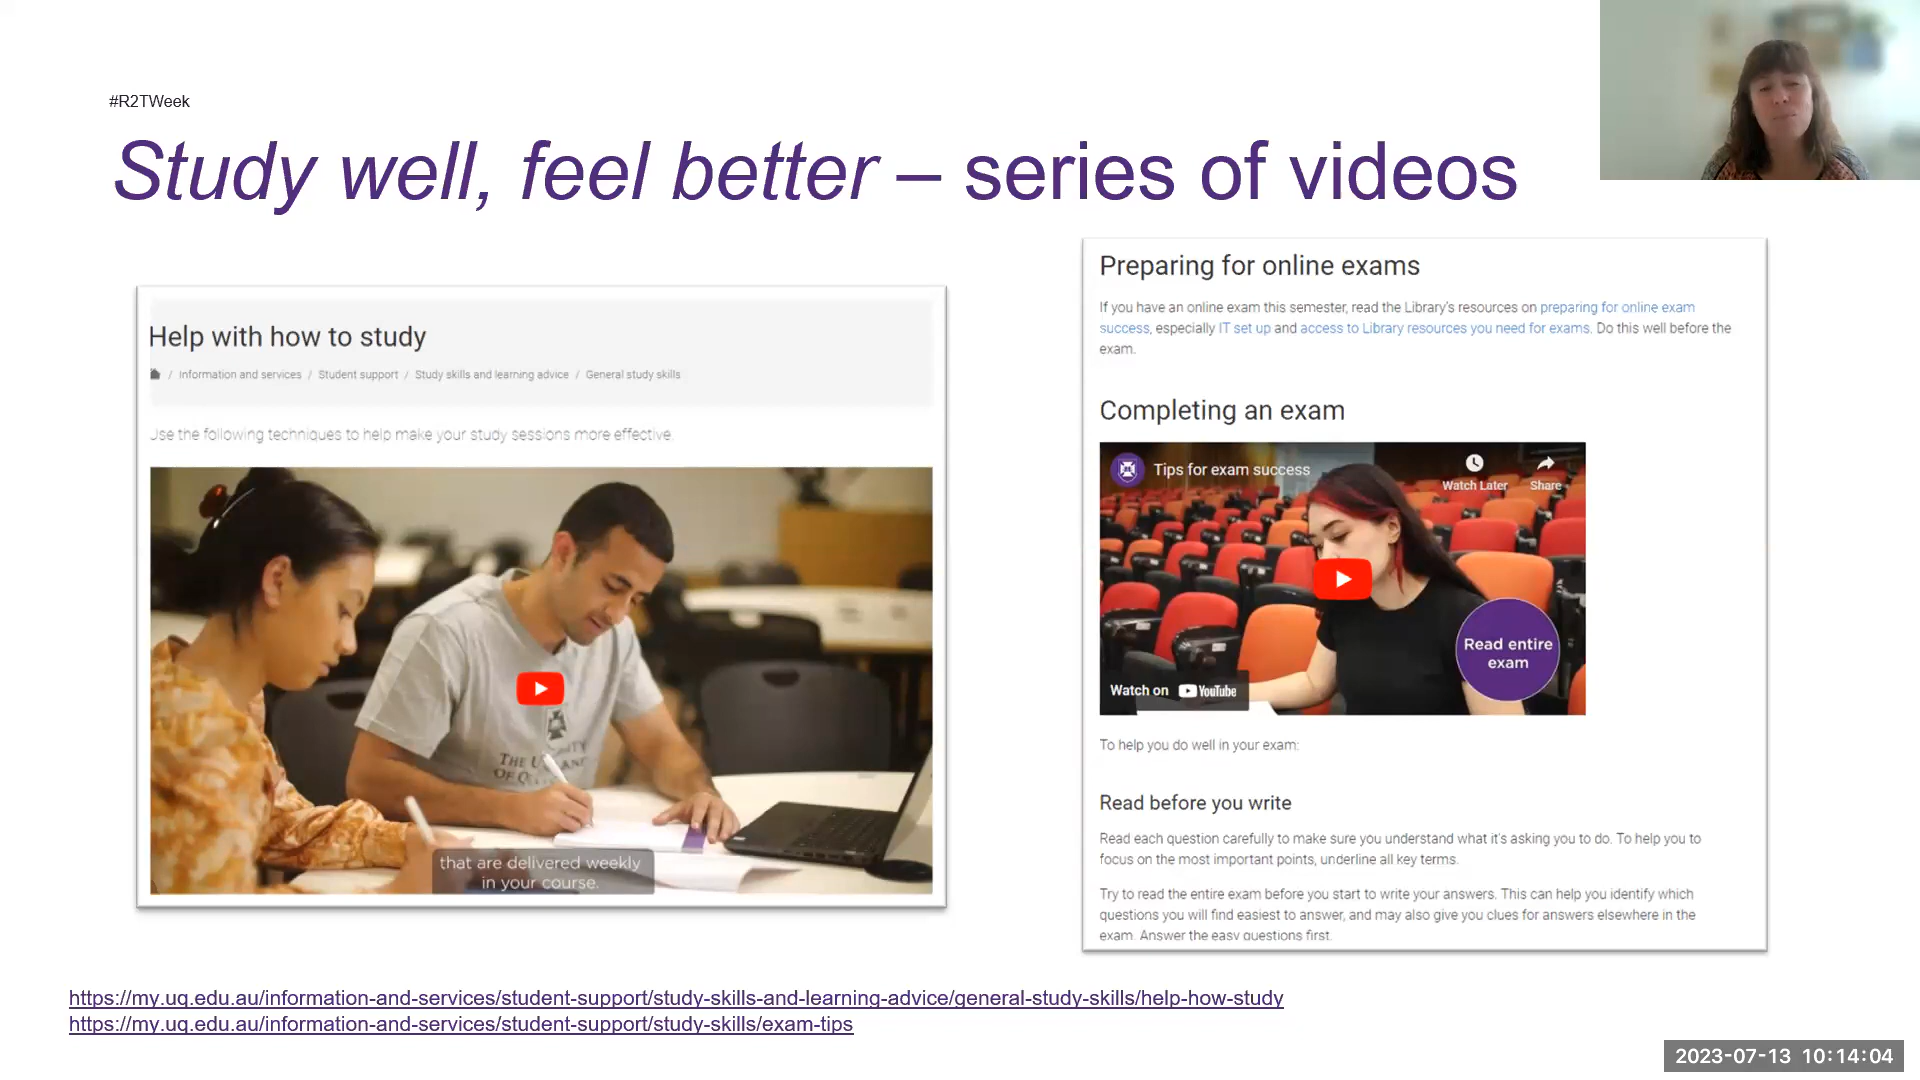 #R2TWeek
Study well, feel better – series of videos
Help with how to study
/ Information and services / Student support / Study skills and learning advice / General study skills
Use the following techniques to help make your study sessions more effective.
THE
OF
that are delivered weekly
in your course.
Preparing for online exams
If you have an online exam this semester, read the Library's resources on preparing for online exam
success, especially IT set up and access to Library resources you need for exams. Do this well before the
exam.
Completing an exam
Tips for exam success
Watch Later
Share
Read entire
exam
Watch on YouTube
To help you do well in your exam:
Read before you write
Read each question carefully to make sure you understand what it's asking you to do. To help you to
focus on the most important points, underline all key terms.
Try to read the entire exam before you start to write your answers. This can help you identify which
questions you will find easiest to answer, and may also give you clues for answers elsewhere in the
exam. Answer the easy questions first.
https://my.uq.edu.au/information-and-services/student-support/study-skills-and-learning-advice/general-study-skills/help-how-study
https://my.uq.edu.au/information-and-services/student-support/study-skills/exam-tips
2023-07-13 10:14:04